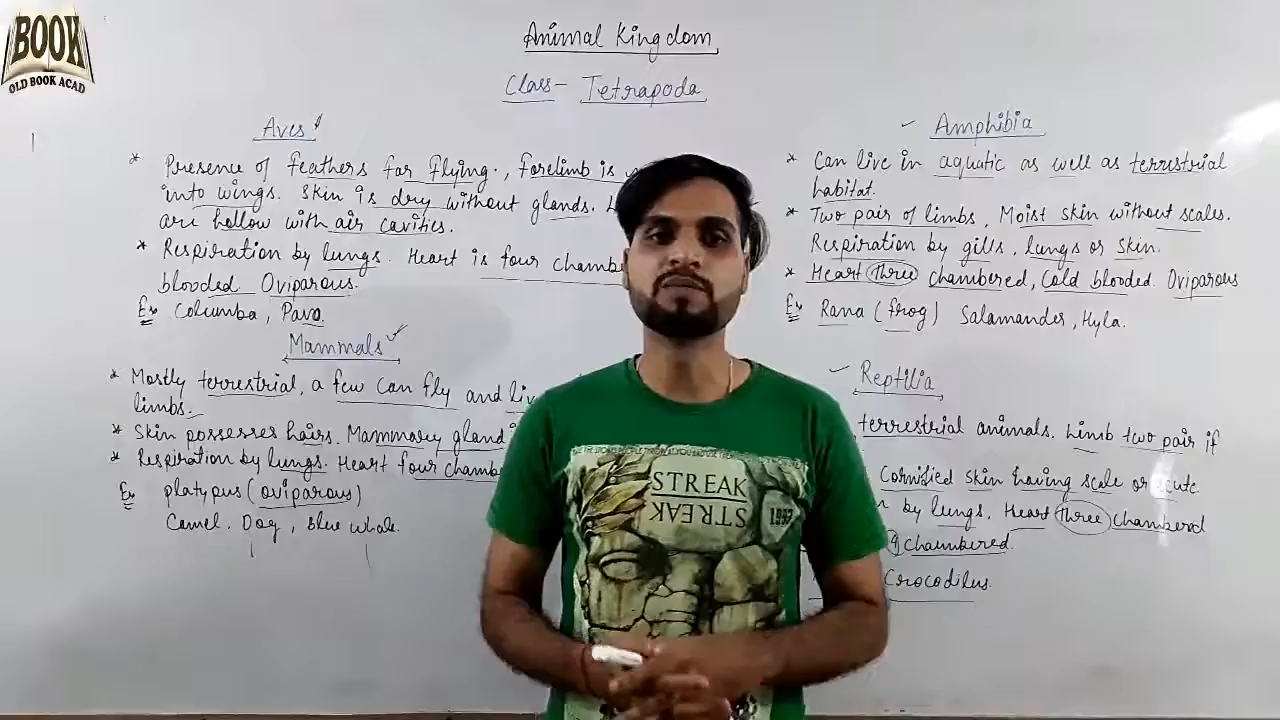 BOOK
OLD BOOK ACAD
Animal Kingdom
Class- Tetrapoda
Aves
* Presence of feathers for flying., forelimb is
into wings. Skin is dry without glands.
are hollow with air cavities.
* Respiration by lungs. Heart is four chambe
blooded Oviparous.
Ex Columba, Pavo
Mammals
* Mostly terrestrial, a few can fly and liv
limbs.
* Skin possesses hairs. Mammary gland
* Respiration by lungs. Heart four chambe
Ex platypus (oviparous)
Camel. Dog, blue whale.
Amphibia
* Can live in aquatic as well as terrestrial
habitat.
* Two pair of limbs, Moist skin without scales.
Respiration by gills, lungs or skin.
* Heart three chambered, Cold blooded. Oviparous
Ex Rana (frog) Salamander, Hyla.
Reptilia
terrestrial animals. Limb two pair if
Cornified Skin having scale or scute
by lungs. Heart three chambered
chambered.
Crocodilus.
STREAK
STREAK